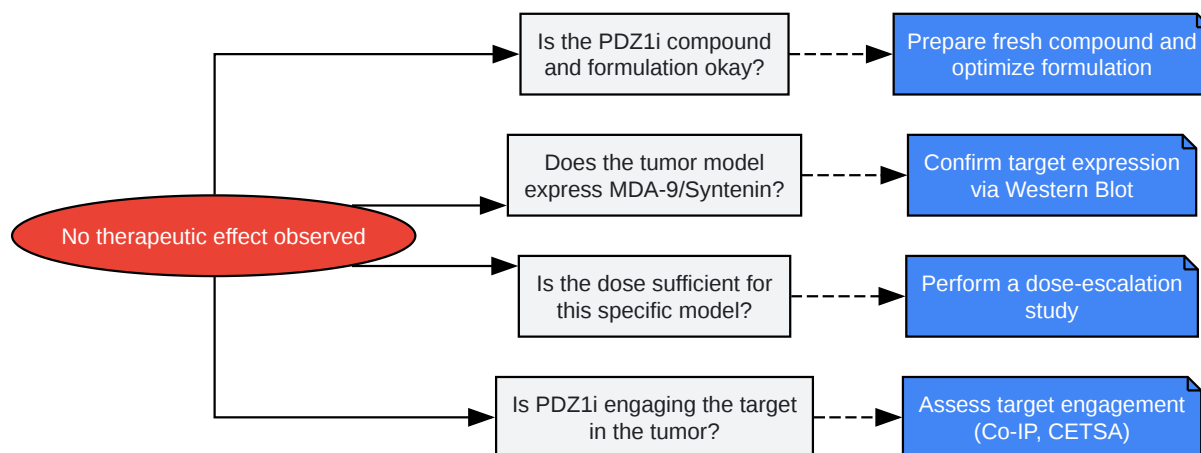 No therapeutic effect observed
Is the PDZ1i compound
and formulation okay?
Prepare fresh compound and
optimize formulation
Does the tumor model
express MDA-9/Syntenin?
Confirm target expression
via Western Blot
Is the dose sufficient for
this specific model?
Perform a dose-escalation
study
Is PDZ1i engaging the target
in the tumor?
Assess target engagement
(Co-IP, CETSA)